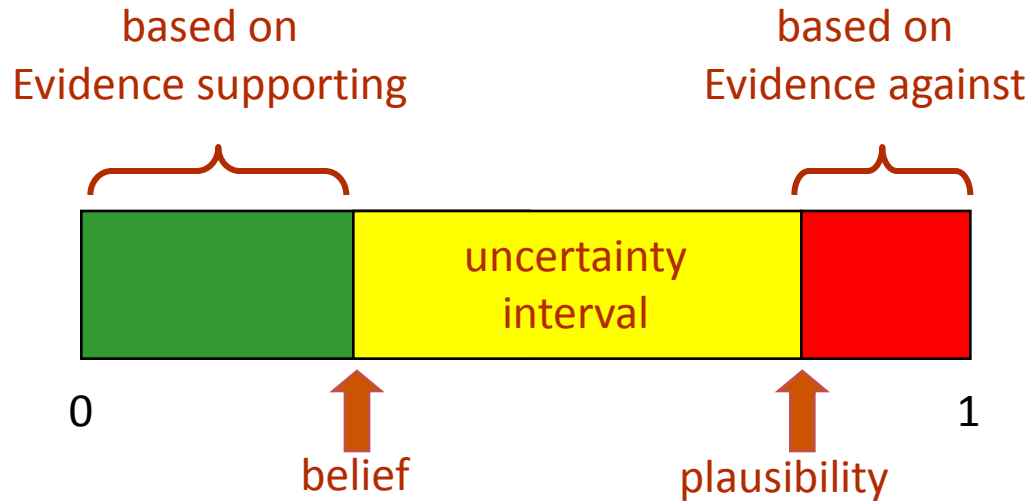 based on
Evidence supporting
based on
Evidence against
uncertainty
interval
0
1
belief
plausibility